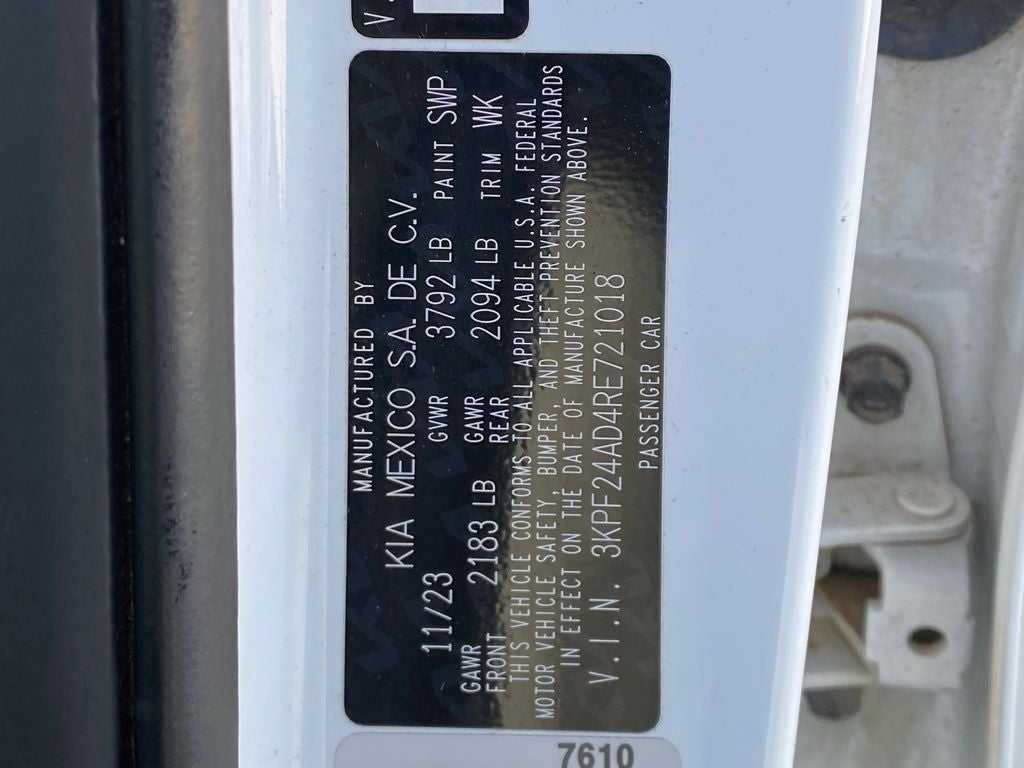 V.
MANUFACTURED BY
KIA MEXICO S.A. DE C.V.
11/23 GVWR 3792 LB PAINT SWP
GAWR FRONT 2183 LB GAWR REAR 2094 LB TRIM WK
THIS VEHICLE CONFORMS TO ALL APPLICABLE U.S.A. FEDERAL
MOTOR VEHICLE SAFETY, BUMPER, AND THEFT PREVENTION STANDARDS
IN EFFECT ON THE DATE OF MANUFACTURE SHOWN ABOVE.
V.I.N. 3KPF24AD4RE721018
PASSENGER CAR
7610